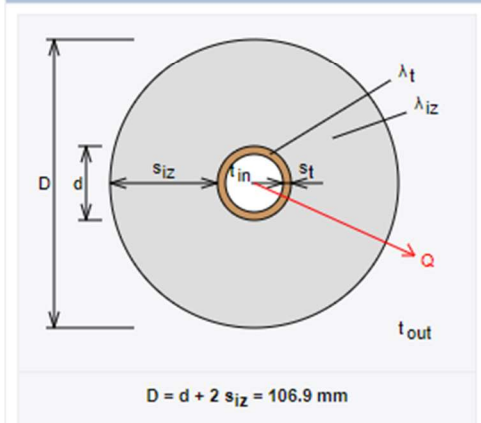 λt
λiz
siz
tin
st
D
d
Q
tout
D = d + 2 siz = 106.9 mm